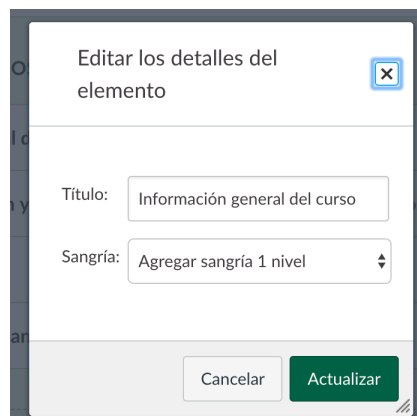 Editar los detalles del
elemento
Título:
Información general del curso
Sangría:
Agregar sangría 1 nivel
Cancelar
Actualizar